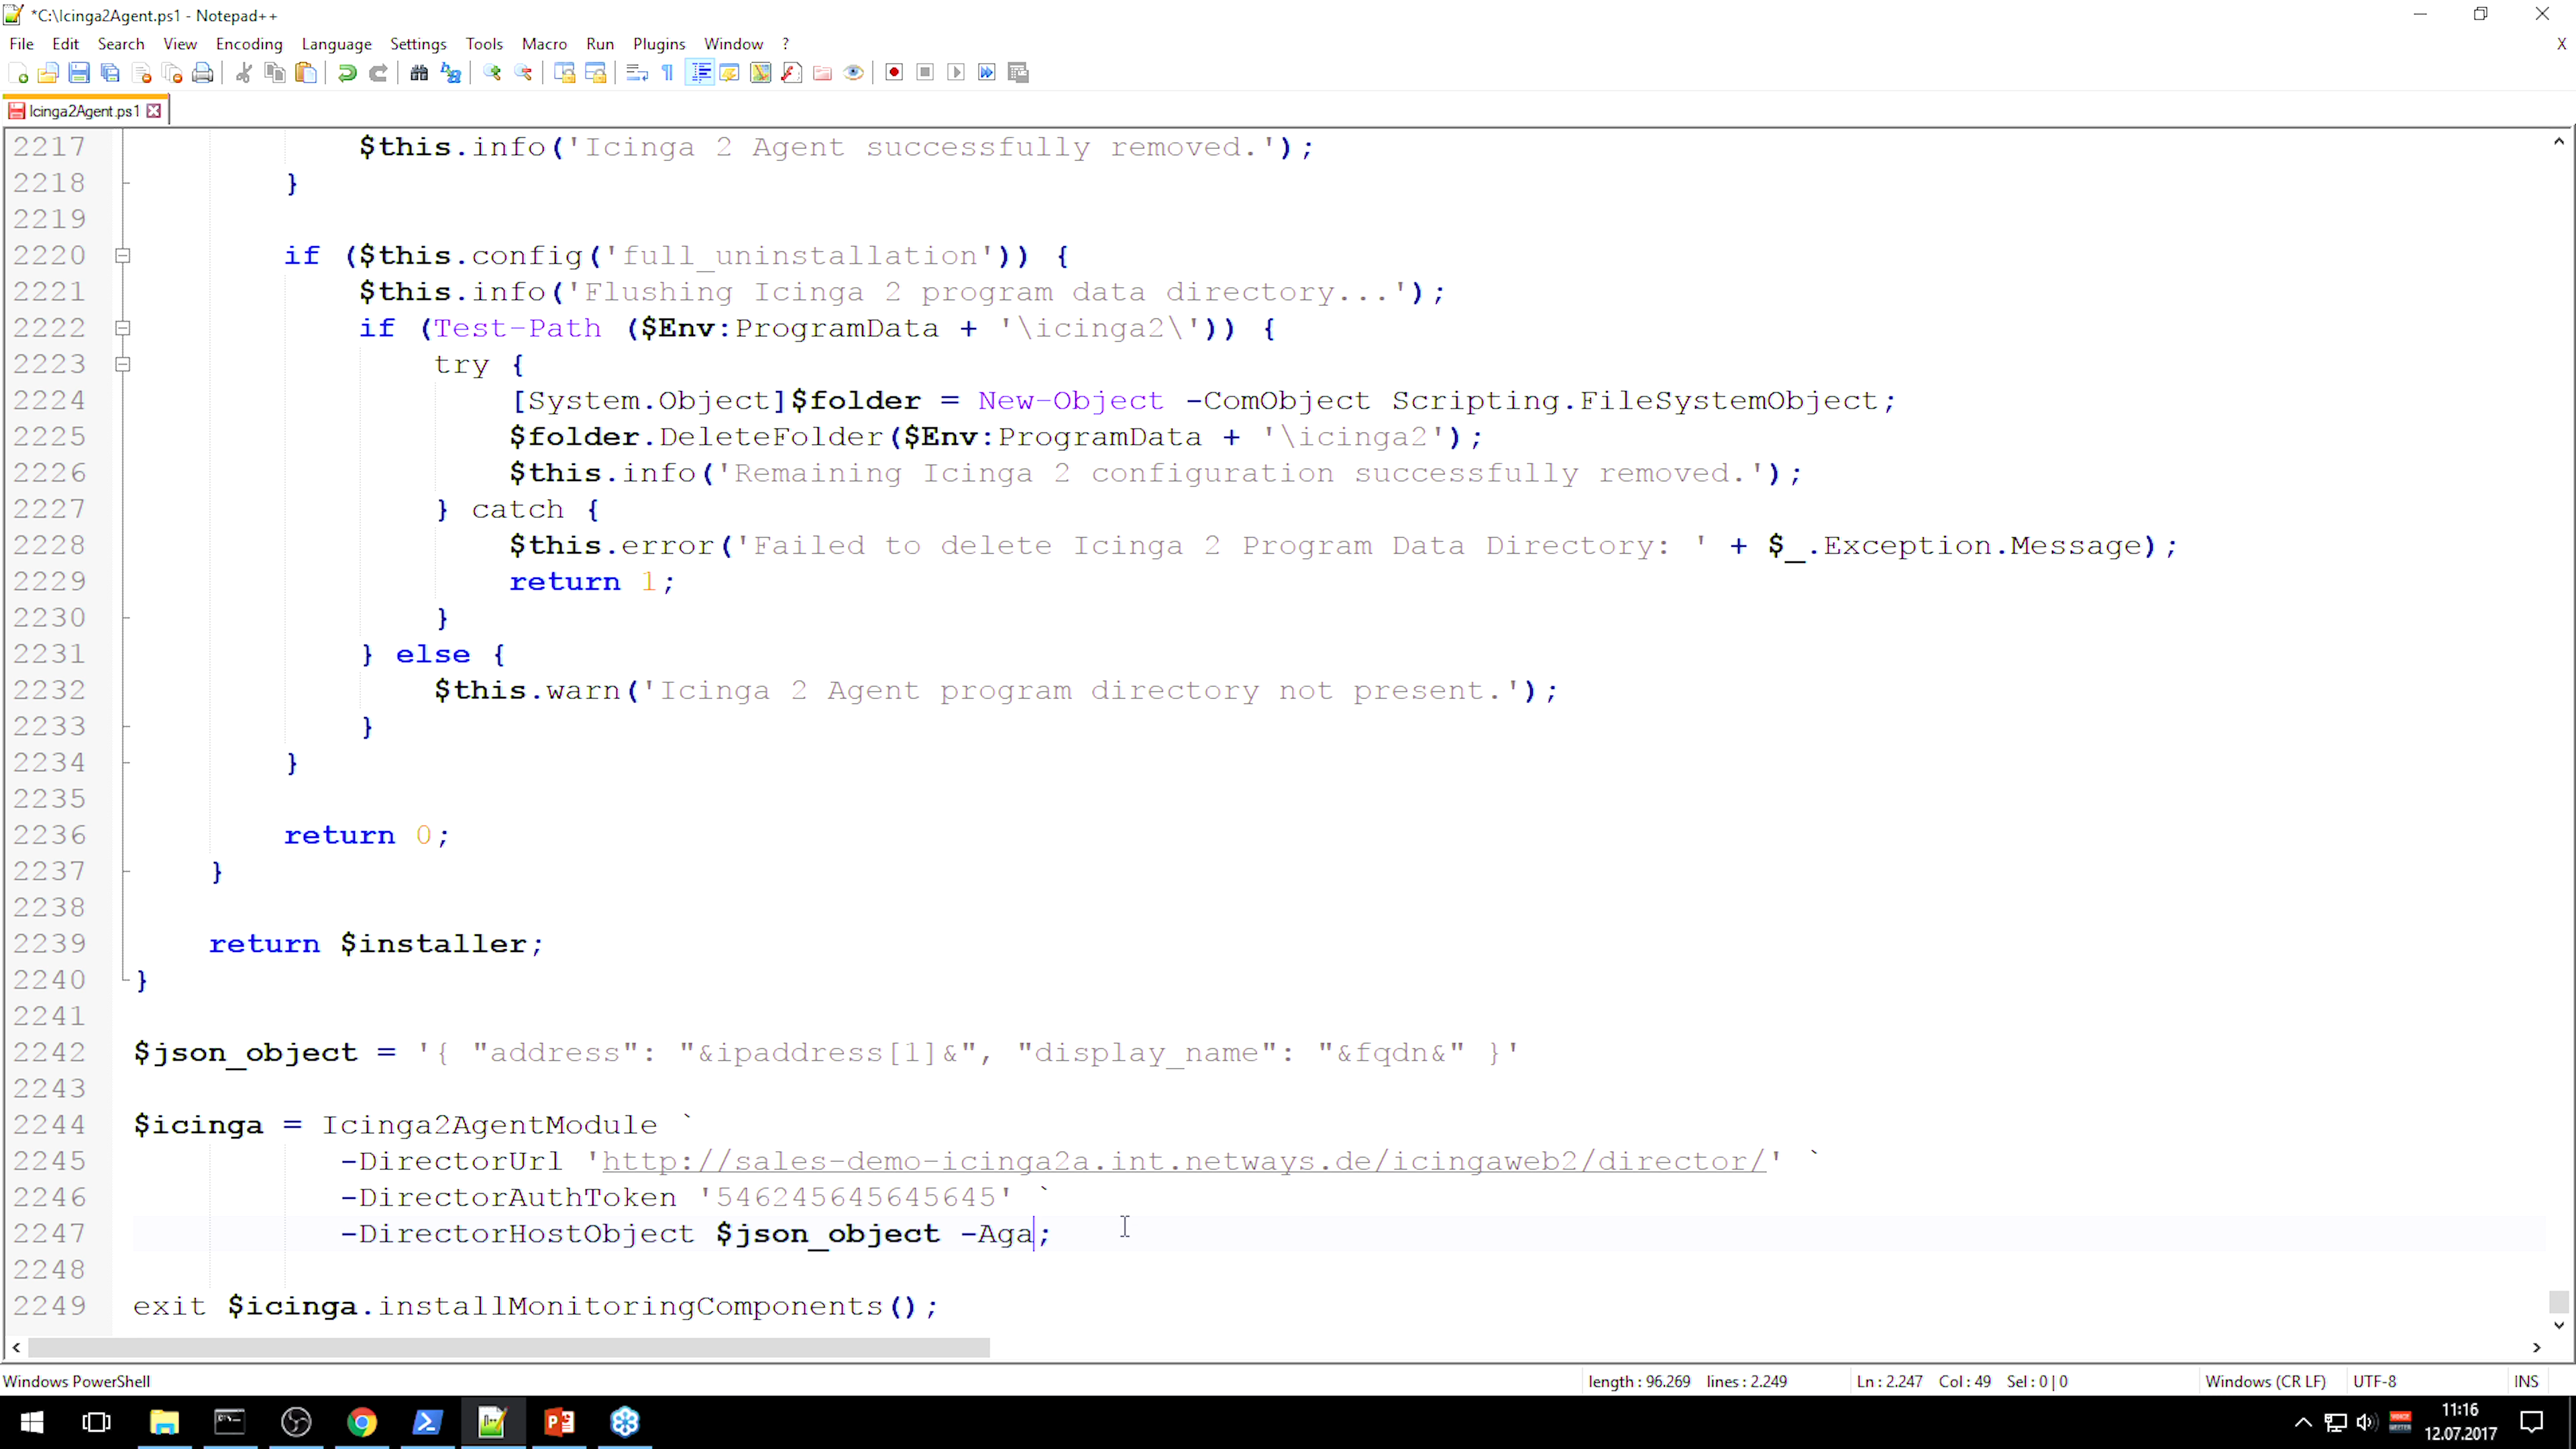 *C:\Icinga2Agent.ps1 - Notepad++
File Edit Search View Encoding Language Settings Tools Macro Run Plugins Window ? X
Icinga2Agent.ps1
2217 $this.info('Icinga 2 Agent successfully removed.');
2218 }
2219
2220 if ($this.config('full_uninstallation')) {
2221 $this.info('Flushing Icinga 2 program data directory...');
2222 if (Test-Path ($Env:ProgramData + '\icinga2\')) {
2223 try {
2224 [System.Object]$folder = New-Object -ComObject Scripting.FileSystemObject;
2225 $folder.DeleteFolder($Env:ProgramData + '\icinga2');
2226 $this.info('Remaining Icinga 2 configuration successfully removed.');
2227 } catch {
2228 $this.error('Failed to delete Icinga 2 Program Data Directory: ' + $_.Exception.Message);
2229 return 1;
2230 }
2231 } else {
2232 $this.warn('Icinga 2 Agent program directory not present.');
2233 }
2234 }
2235
2236 return 0;
2237 }
2238
2239 return $installer;
2240 }
2241
2242 $json_object = '{ "address": "&ipaddress[1]&", "display_name": "&fqdn&" }'
2243
2244 $icinga = Icinga2AgentModule `
2245 -DirectorUrl 'http://sales-demo-icinga2a.int.netways.de/icingaweb2/director/' `
2246 -DirectorAuthToken '546245645645645' `
2247 -DirectorHostObject $json_object -Aga;
2248
2249 exit $icinga.installMonitoringComponents();
Windows PowerShell length : 96.269 lines : 2.249 Ln : 2.247 Col : 49 Sel : 0 | 0 Windows (CR LF) UTF-8 INS
11:16
12.07.2017